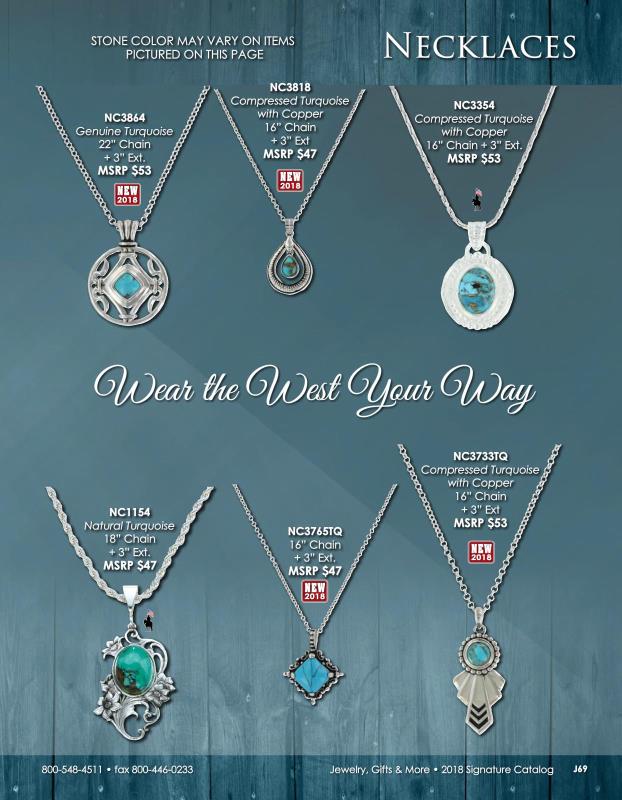 STONE COLOR MAY VARY ON ITEMS
PICTURED ON THIS PAGE
NECKLACES
NC3864
Genuine Turquoise
22" Chain
+ 3" Ext.
MSRP $53
NEW
2018
NC3818
Compressed Turquoise
with Copper
16" Chain
+ 3" Ext
MSRP $47
NEW
2018
NC3354
Compressed Turquoise
with Copper
16" Chain + 3" Ext.
MSRP $53
Wear the West Your Way
NC1154
Natural Turquoise
18" Chain
+ 3" Ext.
MSRP $47
NC3765TQ
16" Chain
+ 3" Ext.
MSRP $47
NEW
2018
NC3733TQ
Compressed Turquoise
with Copper
16" Chain
+ 3" Ext
MSRP $53
NEW
2018
800-548-4511 • fax 800-446-0233
Jewelry, Gifts & More • 2018 Signature Catalog J69